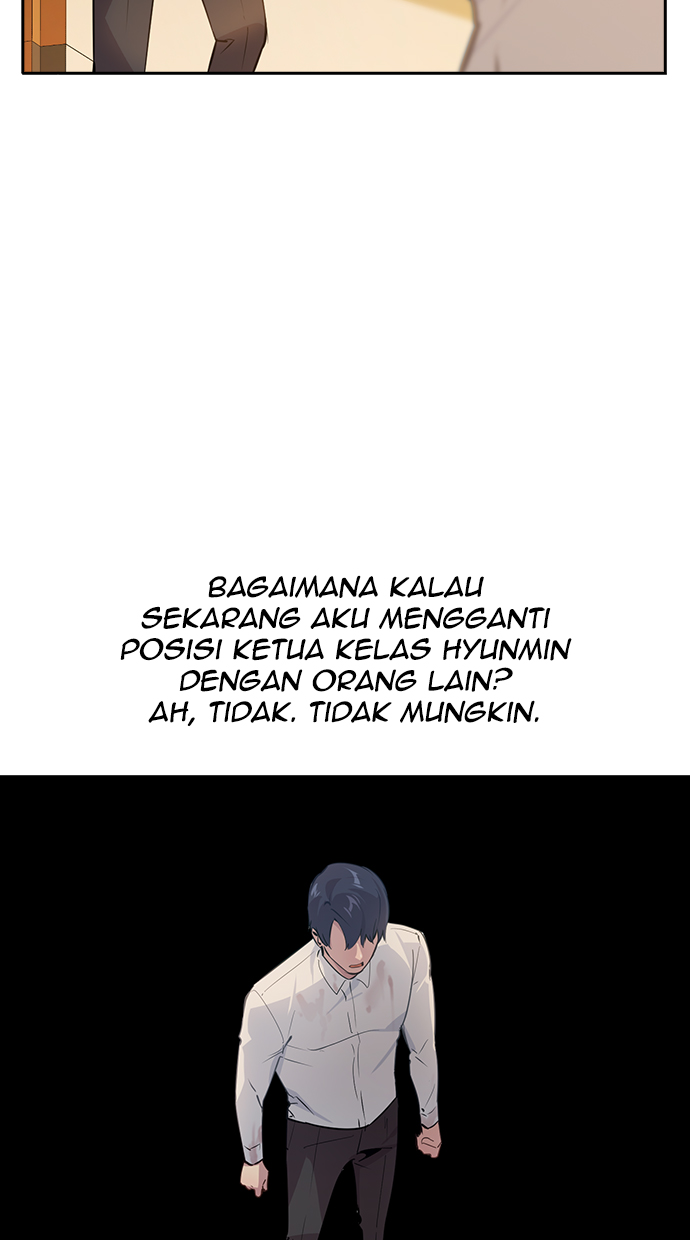 BAGAIMANA KALAU
SEKARANG AKU MENGGANTI
POSISI KETUA KELAS HYUNMIN
DENGAN ORANG LAIN?
AH, TIDAK. TIDAK MUNGKIN.